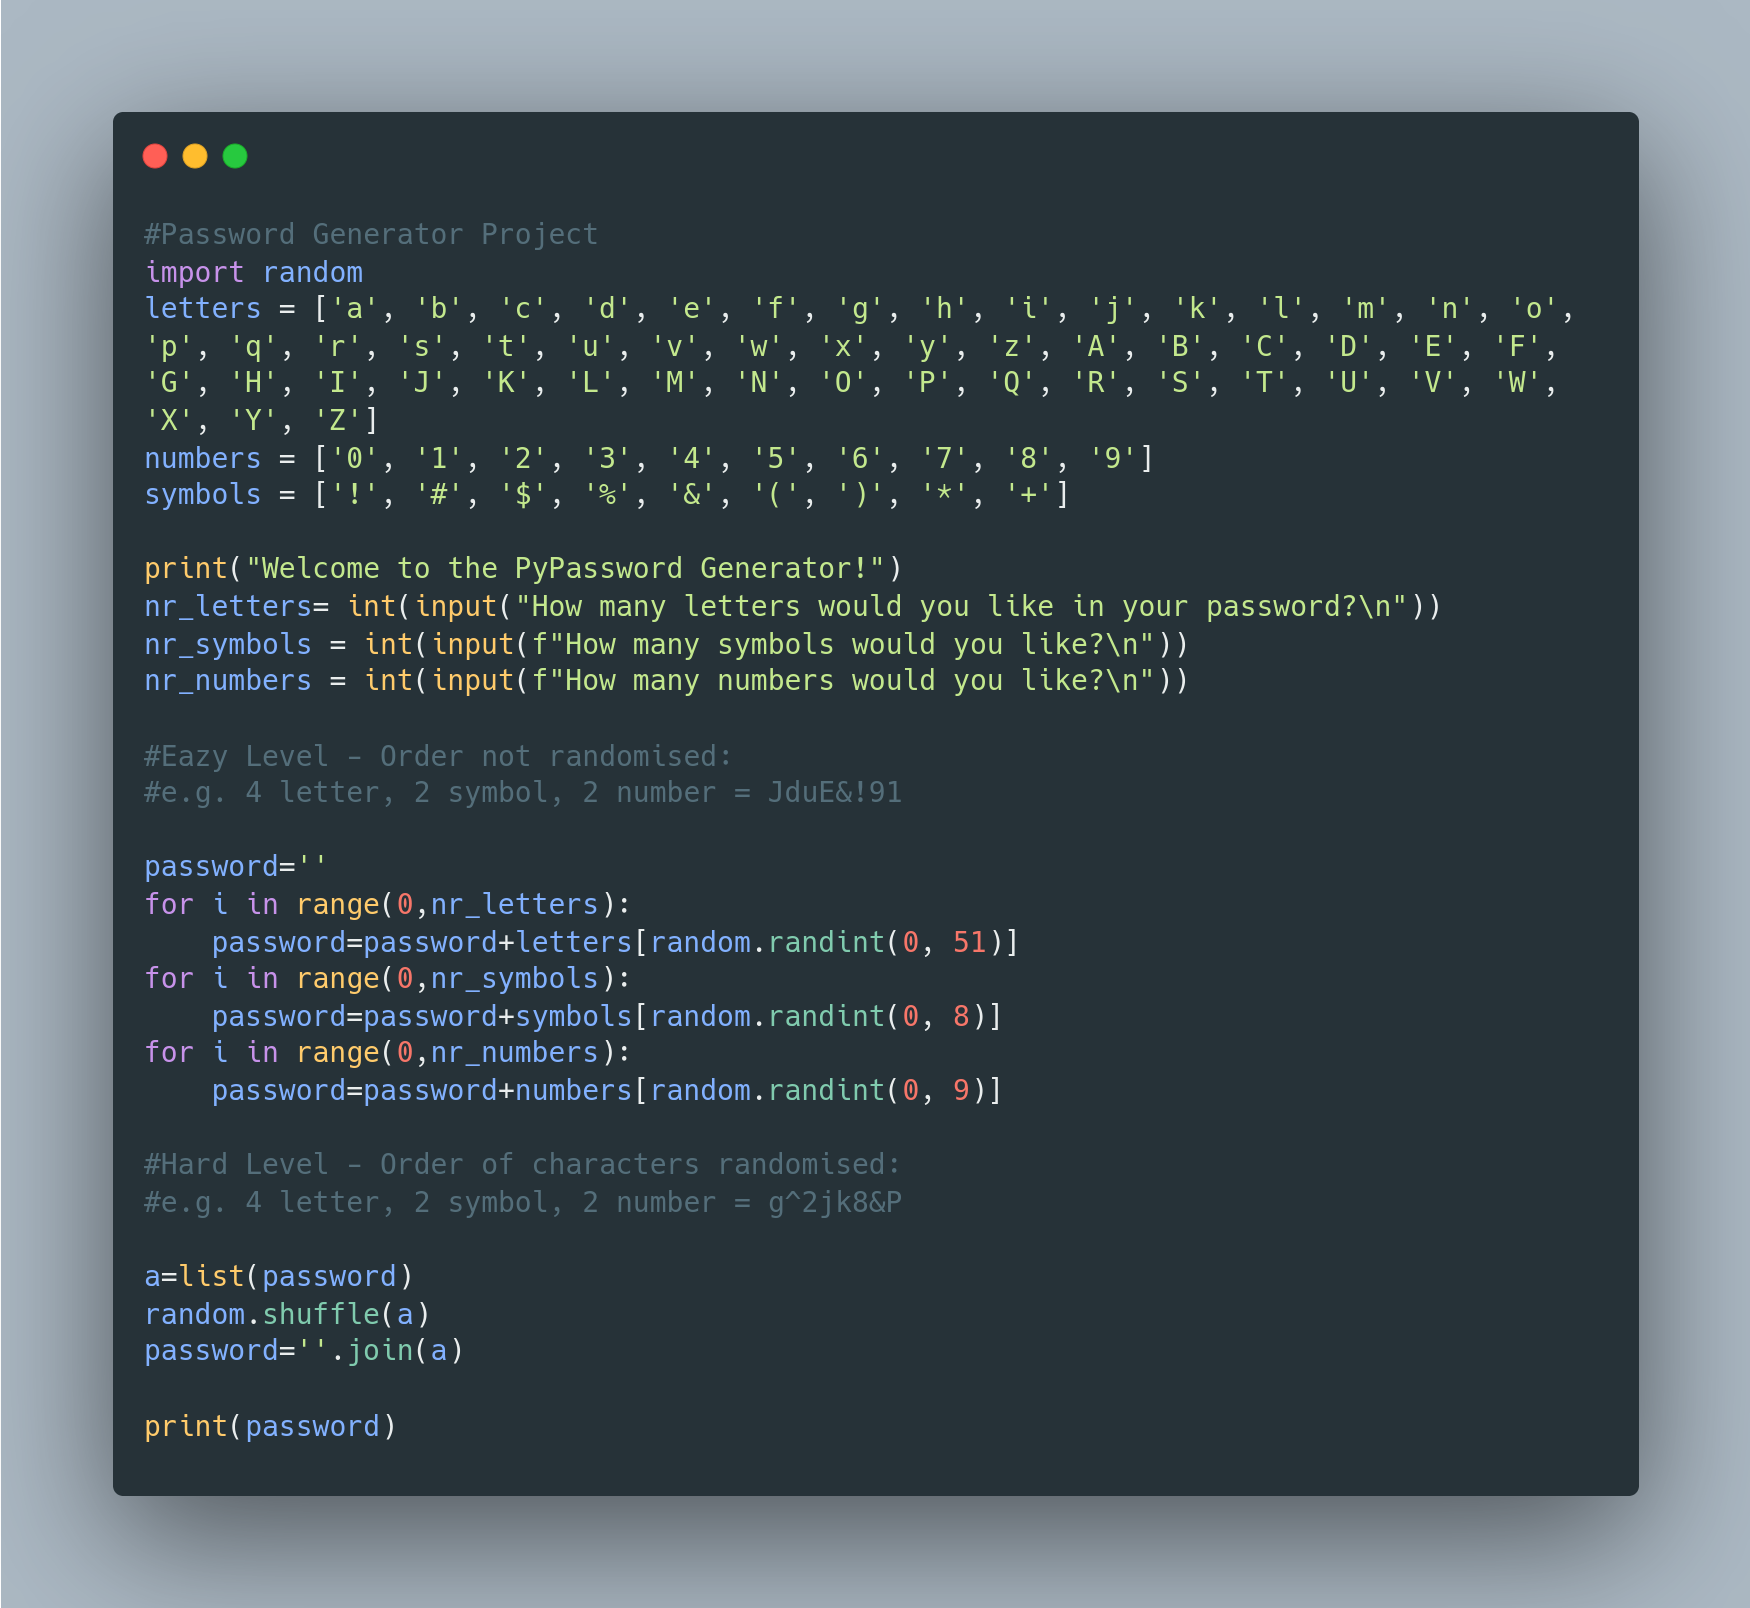 #Password Generator Project
import random
letters = ['a', 'b', 'c', 'd', 'e', 'f', 'g', 'h', 'i', 'j', 'k', 'l', 'm', 'n', 'o',
'p', 'q', 'r', 's', 't', 'u', 'v', 'w', 'x', 'y', 'z', 'A', 'B', 'C', 'D', 'E', 'F',
'G', 'H', 'I', 'J', 'K', 'L', 'M', 'N', 'O', 'P', 'Q', 'R', 'S', 'T', 'U', 'V', 'W',
'X', 'Y', 'Z']
numbers = ['0', '1', '2', '3', '4', '5', '6', '7', '8', '9']
symbols = ['!', '#', '$', '%', '&', '(', ')', '*', '+']

print("Welcome to the PyPassword Generator!")
nr_letters= int(input("How many letters would you like in your password?\n"))
nr_symbols = int(input(f"How many symbols would you like?\n"))
nr_numbers = int(input(f"How many numbers would you like?\n"))

#Eazy Level - Order not randomised:
#e.g. 4 letter, 2 symbol, 2 number = JduE&!91

password=''
for i in range(0,nr_letters):
    password=password+letters[random.randint(0, 51)]
for i in range(0,nr_symbols):
    password=password+symbols[random.randint(0, 8)]
for i in range(0,nr_numbers):
    password=password+numbers[random.randint(0, 9)]

#Hard Level - Order of characters randomised:
#e.g. 4 letter, 2 symbol, 2 number = g^2jk8&P

a=list(password)
random.shuffle(a)
password=''.join(a)

print(password)